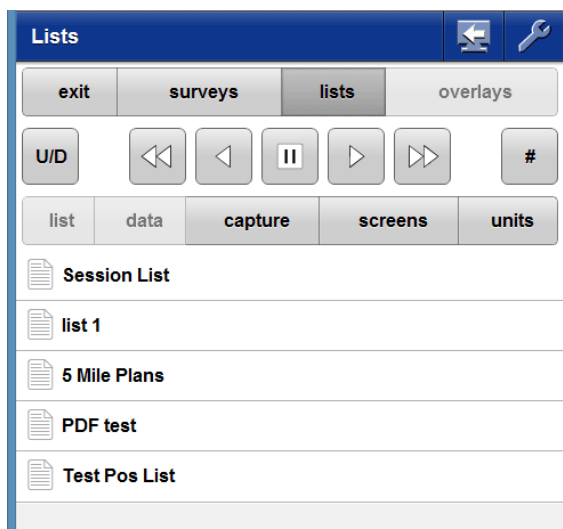 Lists
exit surveys lists overlays
U/D #
list data capture screens units
Session List
list 1
5 Mile Plans
PDF test
Test Pos List